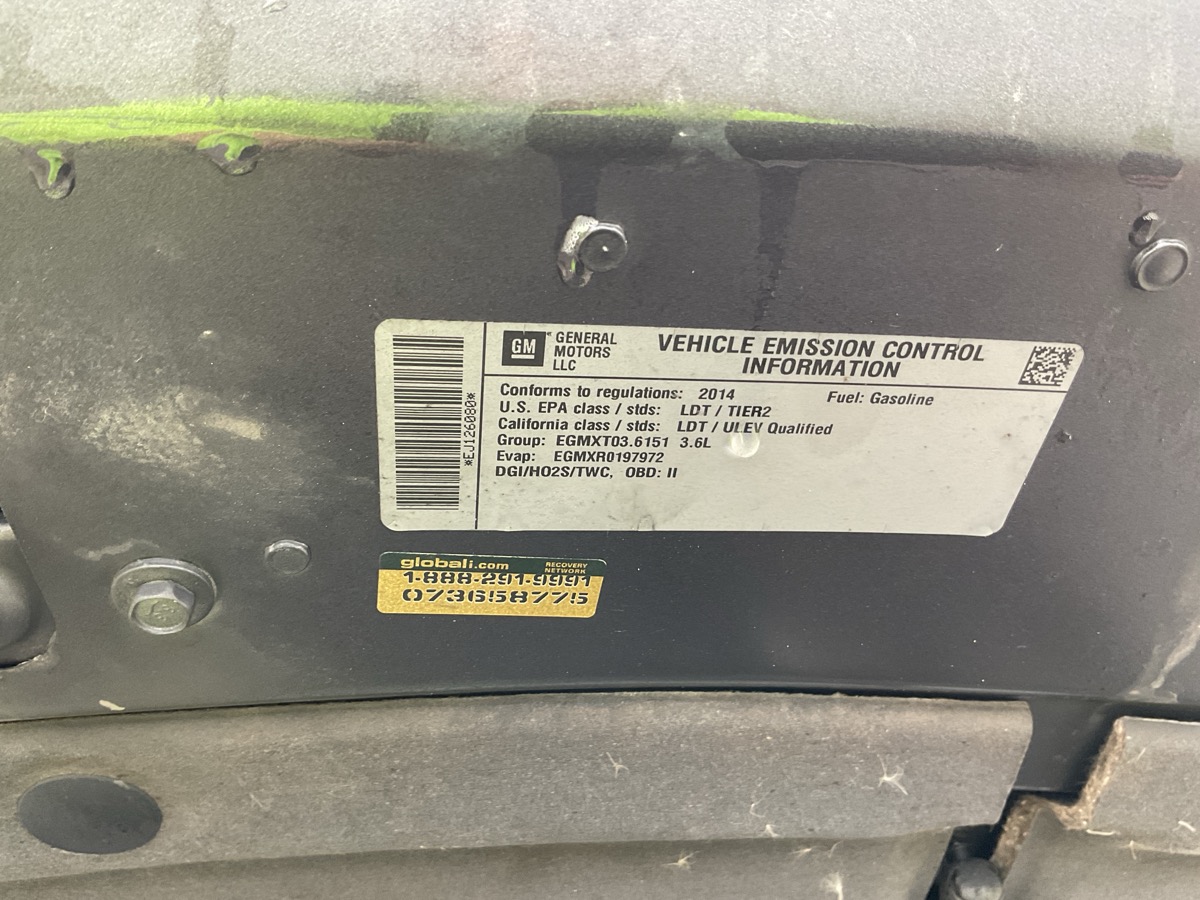 *EJ126080*
GM
GENERAL
MOTORS
LLC
VEHICLE EMISSION CONTROL
INFORMATION
Conforms to regulations: 2014 Fuel: Gasoline
U.S. EPA class / stds: LDT / TIER2
California class / stds: LDT / ULEV Qualified
Group: EGMXT03.6151 3.6L
Evap: EGMXR0197972
DGI/HO2S/TWC, OBD: II
globali.com RECOVERY
NETWORK
1-888-291-9991
073658775